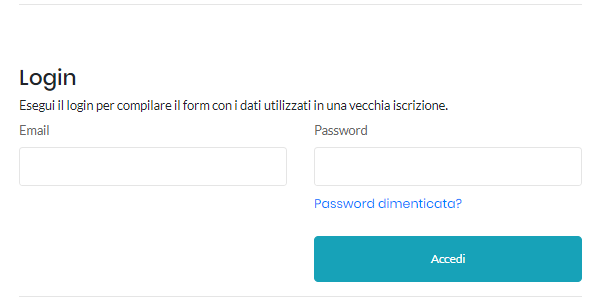 Login
Esegui il login per compilare il form con i dati utilizzati in una vecchia iscrizione.
Email
Password
Password dimenticata?
Accedi